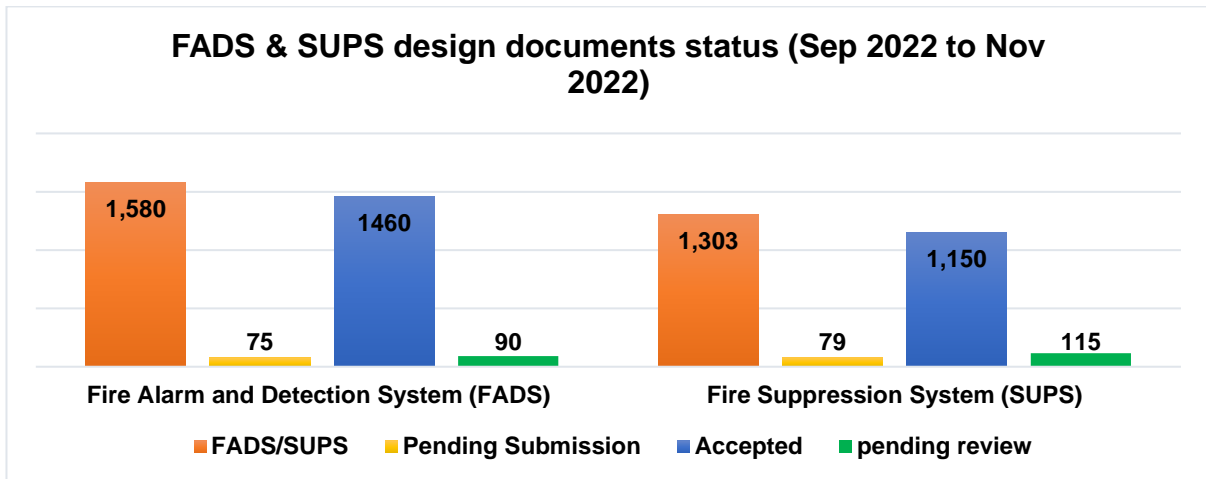 FADS & SUPS design documents status (Sep 2022 to Nov
2022)
1,580
75
1460
90
1,303
79
1,150
115
Fire Alarm and Detection System (FADS)
Fire Suppression System (SUPS)
FADS/SUPS
Pending Submission
Accepted
pending review